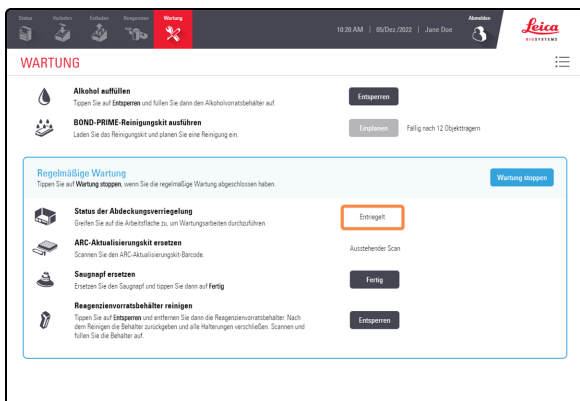 Status Vorladen Entladen Reagenzien Wartung
10:20 AM | 05/Dez./2022 | Jane Doe
Abmelden
Leica
BIOSYSTEMS
WARTUNG
Alkohol auffüllen
Tippen Sie auf Entsperren und füllen Sie dann den Alkoholvorratsbehälter auf.
Entsperren
BOND-PRIME-Reinigungskit ausführen
Laden Sie das Reinigungskit und planen Sie eine Reinigung ein.
Einplanen
Fällig nach 12 Objektträgern
Regelmäßige Wartung
Tippen Sie auf Wartung stoppen, wenn Sie die regelmäßige Wartung abgeschlossen haben.
Wartung stoppen
Status der Abdeckungsverriegelung
Greifen Sie auf die Arbeitsfläche zu, um Wartungsarbeiten durchzuführen.
Entriegelt
ARC-Aktualisierungskit ersetzen
Scannen Sie den ARC-Aktualisierungskit-Barcode.
Ausstehender Scan
Saugnapf ersetzen
Ersetzen Sie den Saugnapf und tippen Sie dann auf Fertig
Fertig
Reagenzienvorratsbehälter reinigen
Tippen Sie auf Entsperren und entfernen Sie dann die Reagenzienvorratsbehälter. Nach
dem Reinigen die Behälter zurückgeben und alle Halterungen verschließen. Scannen und
füllen Sie die Behälter auf.
Entsperren